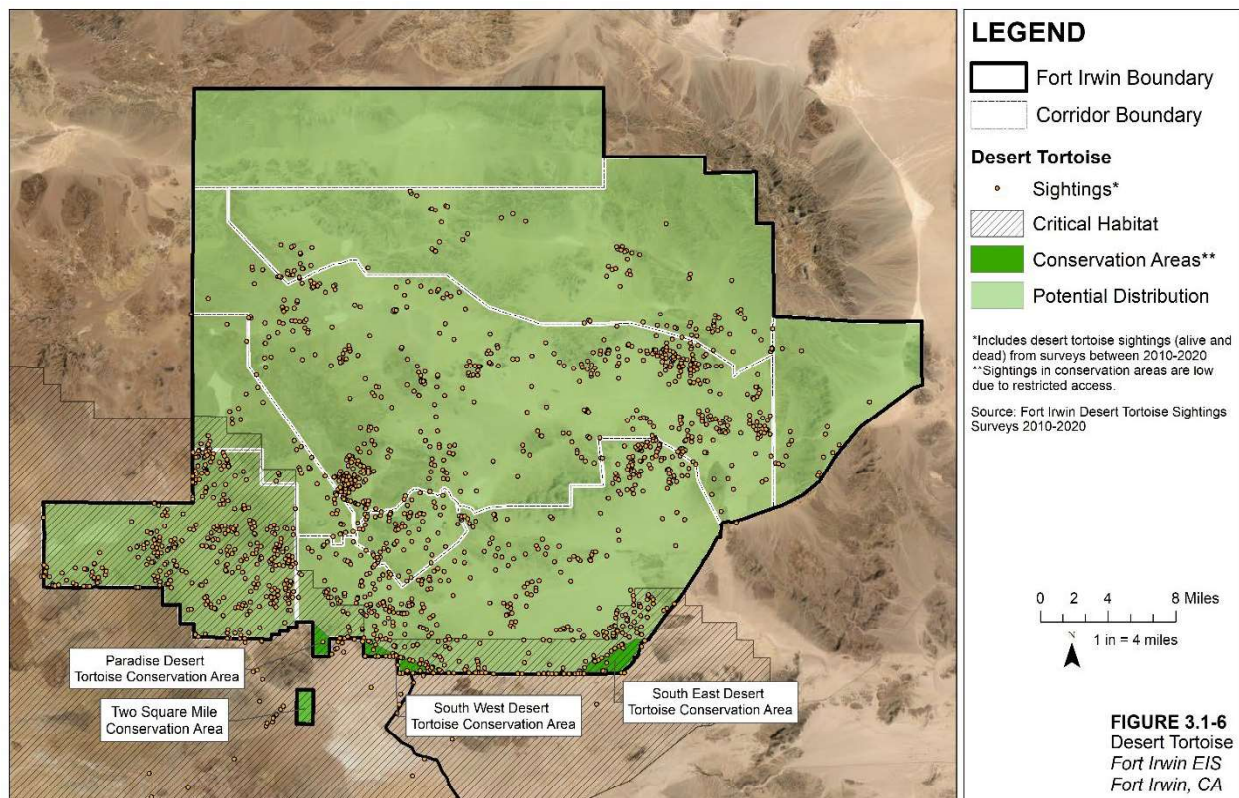 LEGEND
Fort Irwin Boundary
Corridor Boundary
Desert Tortoise
Sightings*
Critical Habitat
Conservation Areas**
Potential Distribution
*Includes desert tortoise sightings (alive and
dead) from surveys between 2010-2020
**Sightings in conservation areas are low
due to restricted access.
Source: Fort Irwin Desert Tortoise Sightings
Surveys 2010-2020
0 2 4 8 Miles
1 in = 4 miles
N
Paradise Desert
Tortoise Conservation Area
Two Square Mile
Conservation Area
South West Desert
Tortoise Conservation Area
South East Desert
Tortoise Conservation Area
FIGURE 3.1-6
Desert Tortoise
Fort Irwin EIS
Fort Irwin, CA